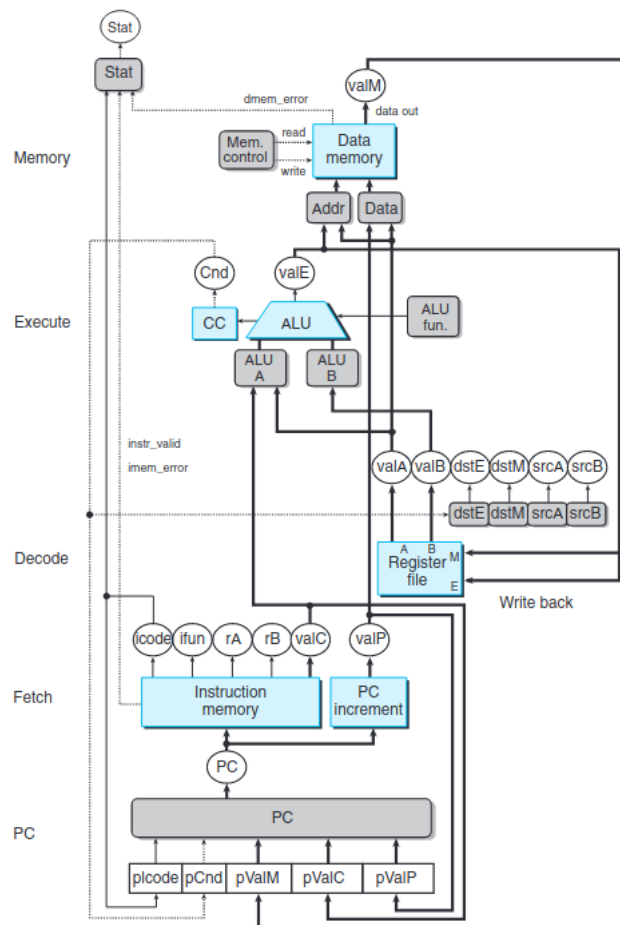 Stat
Stat
valM
dmem_error
data out
read
Mem.
control
Data
memory
Memory
write
Addr
Data
Cnd
valE
Execute
CC
ALU
ALU
fun.
ALU
A
ALU
B
instr_valid
imem_error
valA
valB
dstE
dstM
srcA
srcB
dstE
dstM
srcA
srcB
Decode
A
B
M
Register
file
E
Write back
icode
ifun
rA
rB
valC
valP
Fetch
Instruction
memory
PC
increment
PC
PC
PC
pIcode
pCnd
pValM
pValC
pValP